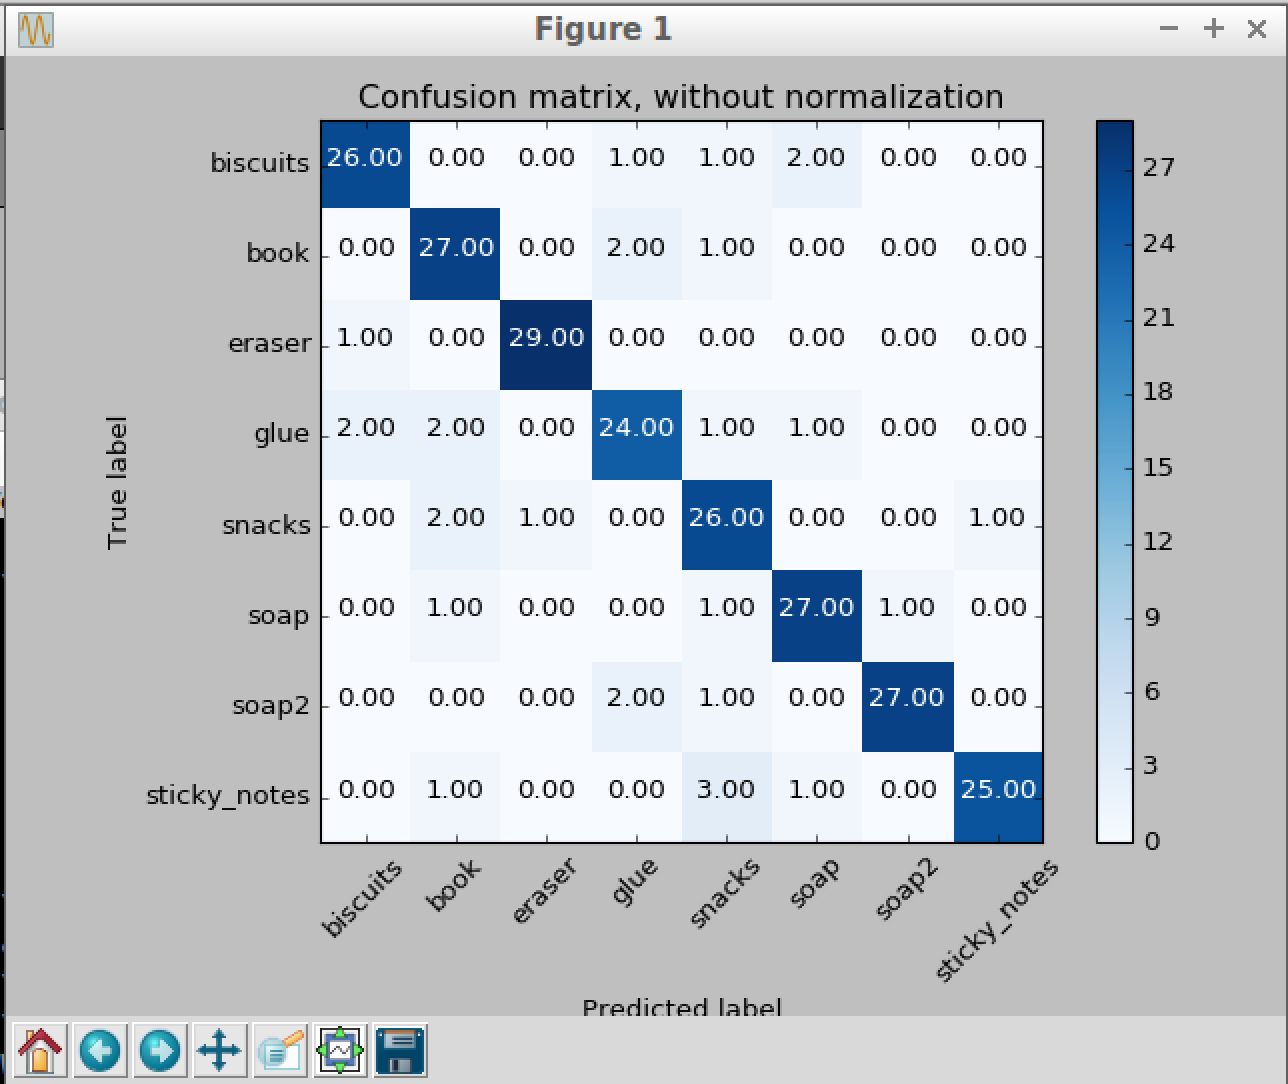 Figure 1
Confusion matrix, without normalization
biscuits 26.00 0.00 0.00 1.00 1.00 2.00 0.00 0.00
book 0.00 27.00 0.00 2.00 1.00 0.00 0.00 0.00
eraser 1.00 0.00 29.00 0.00 0.00 0.00 0.00 0.00
glue 2.00 2.00 0.00 24.00 1.00 1.00 0.00 0.00
snacks 0.00 2.00 1.00 0.00 26.00 0.00 0.00 1.00
soap 0.00 1.00 0.00 0.00 1.00 27.00 1.00 0.00
soap2 0.00 0.00 0.00 2.00 1.00 0.00 27.00 0.00
sticky_notes 0.00 1.00 0.00 0.00 3.00 1.00 0.00 25.00
True label
biscuits book eraser glue snacks soap soap2 sticky_notes
Predicted label
27
24
21
18
15
12
9
6
3
0